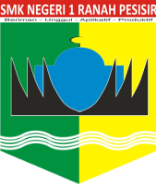 SMK NEGERI 1 RANAH PESISIR
Beriman - Unggul - Aplikatif - Produktif